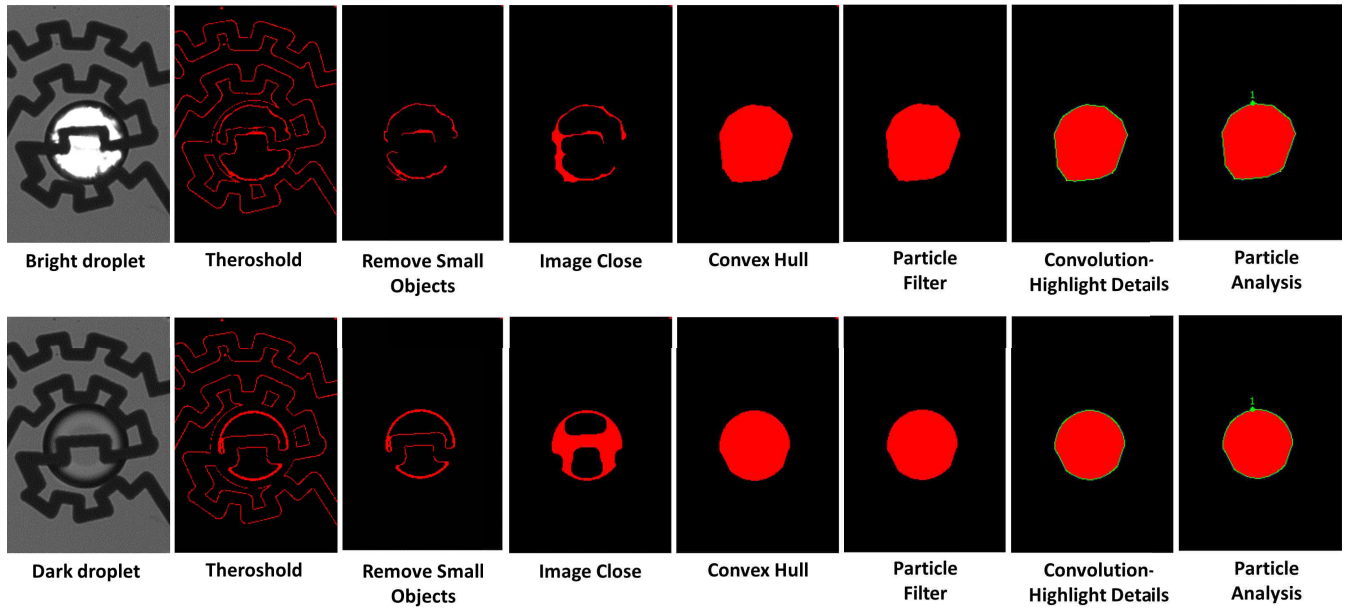 1
Bright droplet Theroshold Remove Small Image Close Convex Hull Particle Convolution- Particle
Objects Filter Highlight Details Analysis
1
Dark droplet Theroshold Remove Small Image Close Convex Hull Particle Convolution- Particle
Objects Filter Highlight Details Analysis